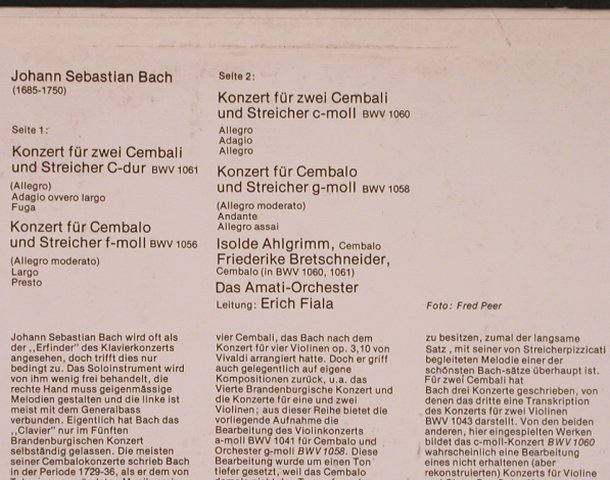 Johann Sebastian Bach
(1685-1750)
Seite 1:
Konzert für zwei Cembali
und Streicher C-dur BWV 1061
(Allegro)
Adagio ovvero largo
Fuga
Konzert für Cembalo
und Streicher f-moll BWV 1056
(Allegro moderato)
Largo
Presto
Seite 2:
Konzert für zwei Cembali
und Streicher c-moll BWV 1060
Allegro
Adagio
Allegro
Konzert für Cembalo
und Streicher g-moll BWV 1058
(Allegro moderato)
Andante
Allegro assai
Isolde Ahlgrimm, Cembalo
Friederike Bretschneider,
Cembalo (in BWV 1060, 1061)
Das Amati-Orchester
Leitung: Erich Fiala
Foto: Fred Peer
Johann Sebastian Bach wird oft als
der ,,Erfinder" des Klavierkonzerts
angesehen, doch trifft dies nur
bedingt zu. Das Soloinstrument wird
von ihm wenig frei behandelt, die
rechte Hand muss geigenmässige
Melodien gestalten und die linke ist
meist mit dem Generalbass
verbunden. Eigentlich hat Bach das
,,Clavier" nur im Fünften
Brandenburgischen Konzert
selbständig gelassen. Die meisten
seiner Cembalokonzerte schrieb Bach
in der Periode 1729-36, als er dem von
vier Cembali, das Bach nach dem
Konzert für vier Violinen op. 3,10 von
Vivaldi arrangiert hatte. Doch er griff
auch gelegentlich auf eigene
Kompositionen zurück, u.a. das
Vierte Brandenburgische Konzert und
die Konzerte für eine und zwei
Violinen; aus dieser Reihe bietet die
vorliegende Aufnahme die
Bearbeitung des Violinkonzerts
a-moll BWV 1041 für Cembalo und
Orchester g-moll BWV 1058. Diese
Bearbeitung wurde um einen Ton
tiefer gesetzt, weil das Cembalo
zu besitzen, zumal der langsame
Satz , mit seiner von Streicherpizzicati
begleiteten Melodie einer der
schönsten Bach-sätze überhaupt ist.
Für zwei Cembali hat
Bach drei Konzerte geschrieben, von
denen das dritte eine Transkription
des Konzerts für zwei Violinen
BWV 1043 darstellt. Von den beiden
anderen, hier eingespielten Werken
bildet das c-moll-Konzert BWV 1060
wahrscheinlich eine Bearbeitung
eines nicht erhaltenen (aber
rekonstruierten) Konzerts für Violine